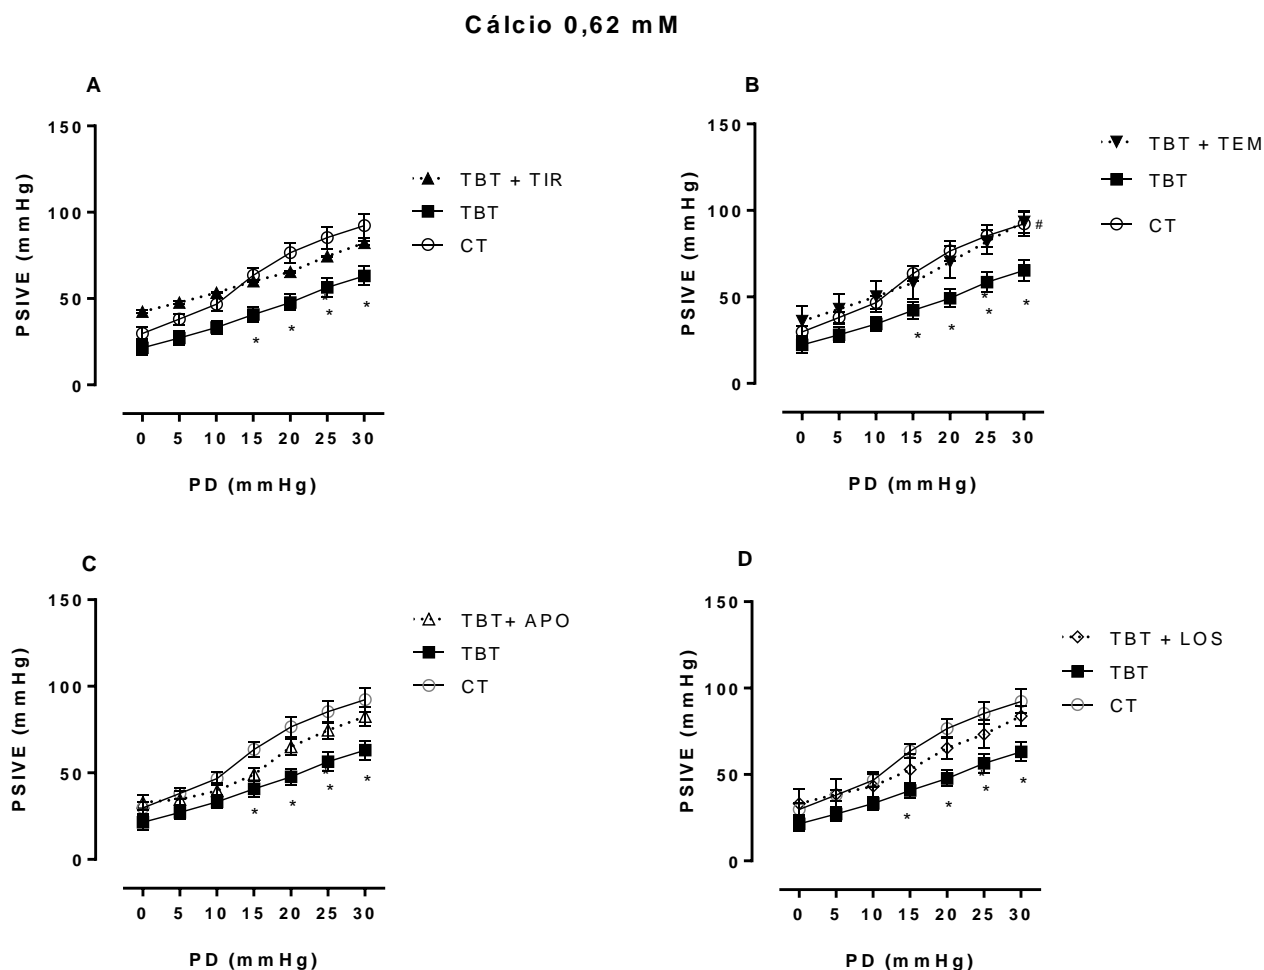 Cálcio 0,62 mM
A
PSIVE (mmHg)
150
100
50
0
* * * *
0 5 10 15 20 25 30
PD (mmHg)
TBT + TIR
TBT
CT
B
PSIVE (mmHg)
150
100
50
0
#
* * * *
0 5 10 15 20 25 30
PD (mmHg)
TBT + TEM
TBT
CT
C
PSIVE (mmHg)
150
100
50
0
* * * *
0 5 10 15 20 25 30
PD (mmHg)
TBT+ APO
TBT
CT
D
PSIVE (mmHg)
150
100
50
0
* * * *
0 5 10 15 20 25 30
PD (mmHg)
TBT + LOS
TBT
CT